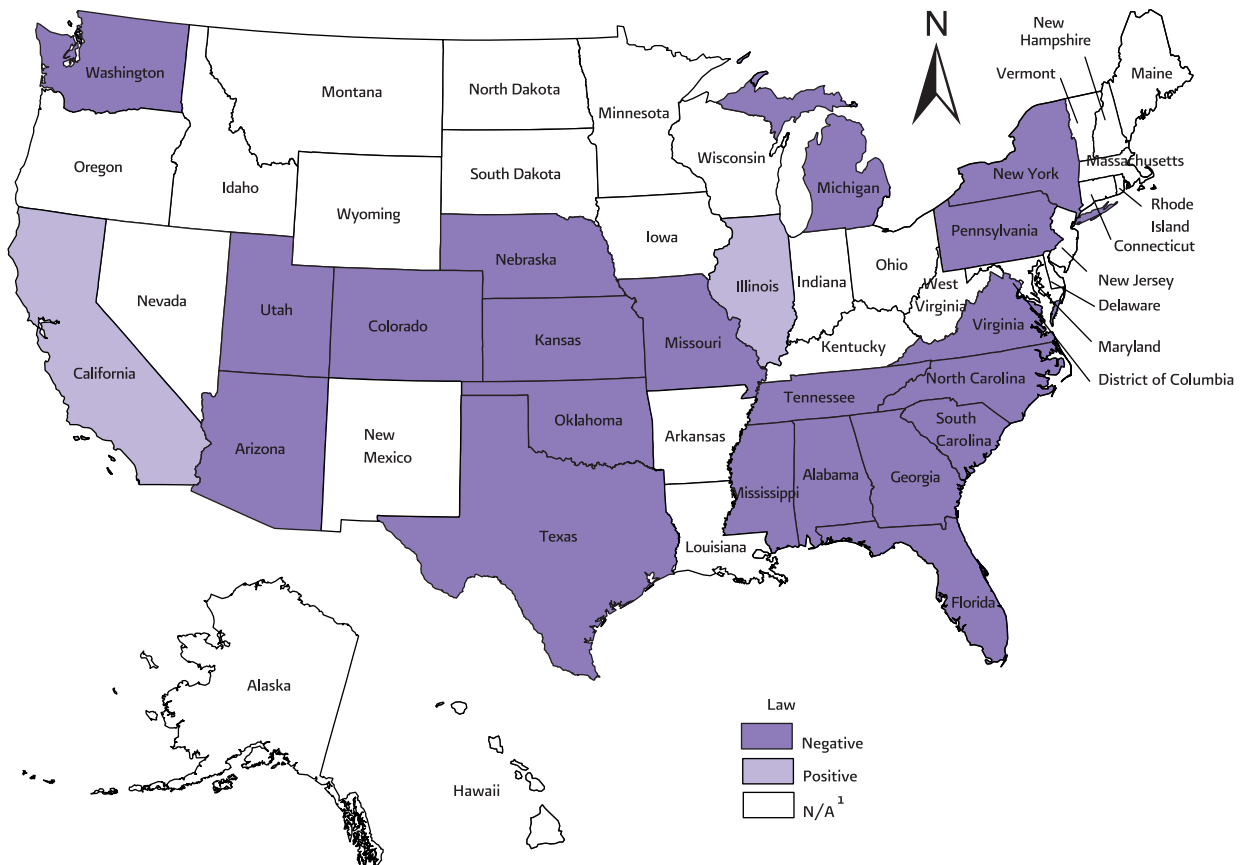 N
New
Hampshire
Vermont
Maine
Washington
Montana
North Dakota
Minnesota
Oregon
Idaho
South Dakota
Wisconsin
Michigan
New York
Massachusetts
Wyoming
Rhode
Island
Connecticut
Iowa
Pennsylvania
Nebraska
Nevada
Utah
Colorado
Illinois
Indiana
Ohio
West
Virginia
New Jersey
Delaware
Kansas
Missouri
Virginia
Kentucky
Maryland
California
District of Columbia
North Carolina
Tennessee
Oklahoma
Arizona
New
Mexico
Arkansas
South
Carolina
Mississippi
Alabama
Georgia
Texas
Louisiana
Florida
Alaska
Hawaii
Law
Negative
Positive
N/A¹